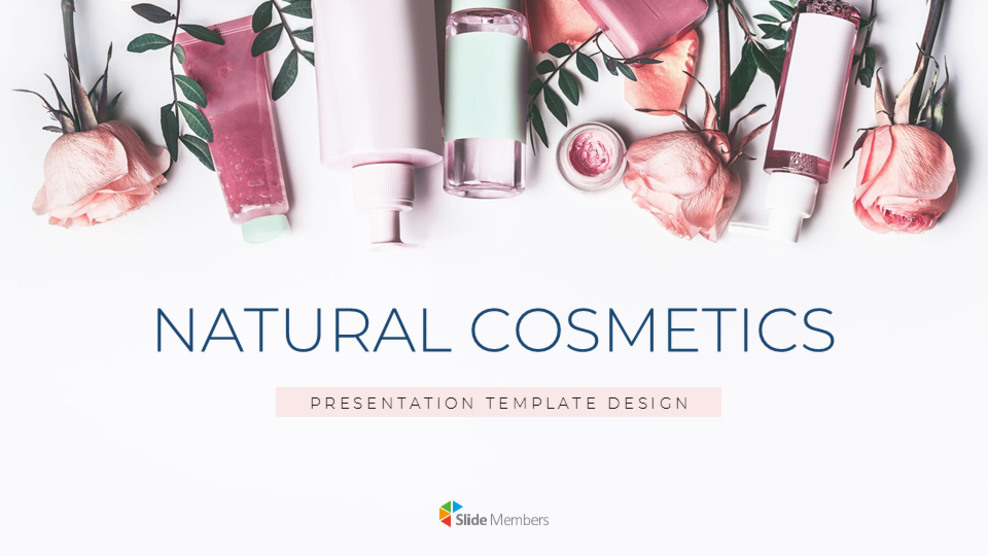 NATURAL COSMETICS
PRESENTATION TEMPLATE DESIGN
Slide Members